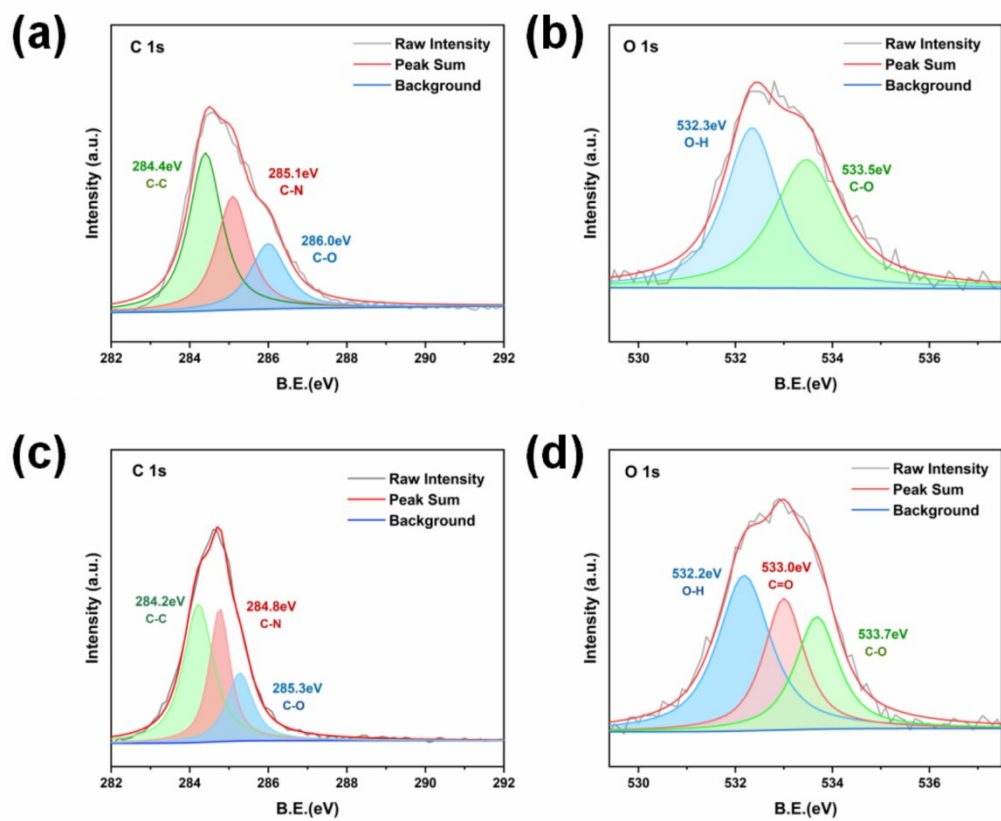 (a)
C 1s
Raw Intensity
Peak Sum
Background
284.4eV
C-C
285.1eV
C-N
286.0eV
C-O
Intensity (a.u.)
282 284 286 288 290 292
B.E.(eV)
(b)
O 1s
Raw Intensity
Peak Sum
Background
532.3eV
O-H
533.5eV
C-O
Intensity (a.u.)
530 532 534 536
B.E.(eV)
(c)
C 1s
Raw Intensity
Peak Sum
Background
284.2eV
C-C
284.8eV
C-N
285.3eV
C-O
Intensity (a.u.)
282 284 286 288 290 292
B.E.(eV)
(d)
O 1s
Raw Intensity
Peak Sum
Background
532.2eV
O-H
533.0eV
C=O
533.7eV
C-O
Intensity (a.u.)
530 532 534 536
B.E.(eV)